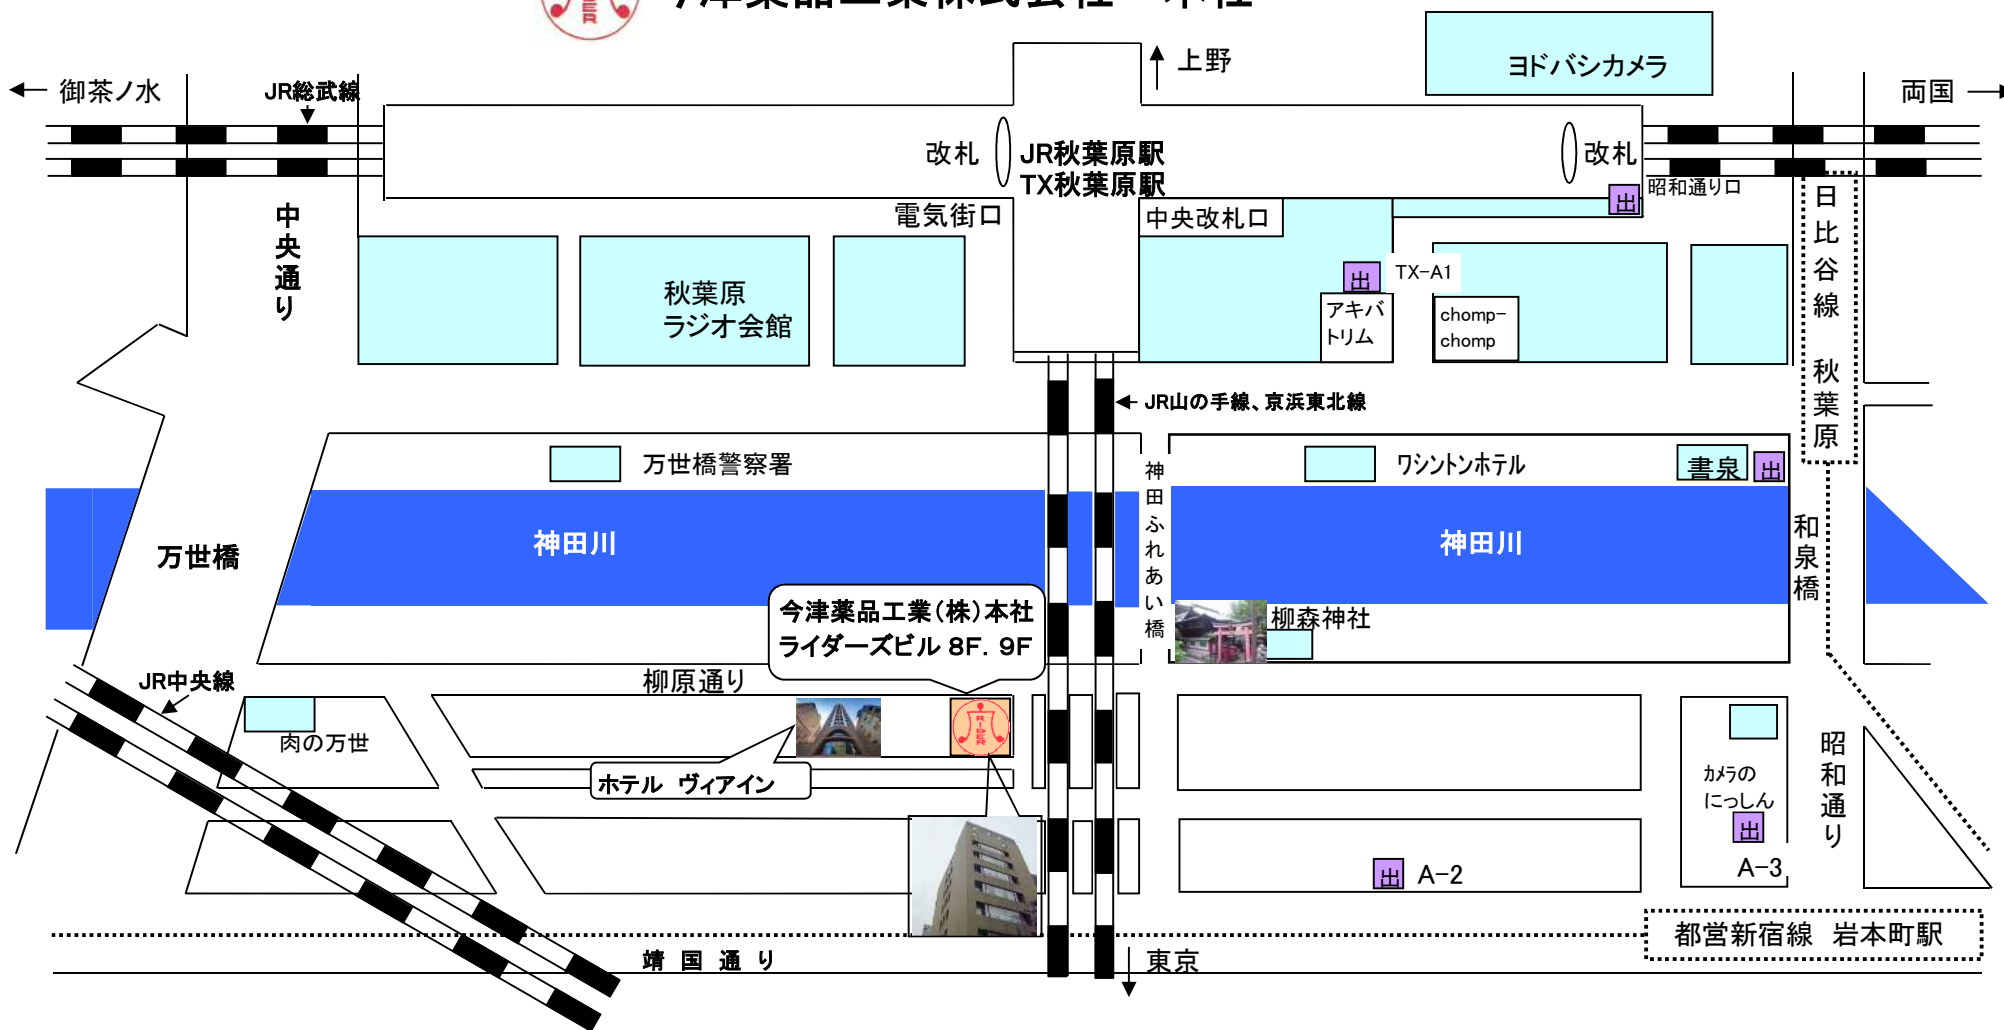 今津薬品工業株式会社 本社
RIDER
上野
ヨドバシカメラ
御茶ノ水
JR総武線
両国
改札
JR秋葉原駅
TX秋葉原駅
改札
昭和通り口
出
電気街口
中央改札口
中央通り
日比谷線 秋葉原
秋葉原
ラジオ会館
出
TX-A1
アキバ
トリム
chomp-
chomp
JR山の手線、京浜東北線
万世橋警察署
神田ふれあい橋
ワシントンホテル
書泉
出
神田川
神田川
万世橋
和泉橋
今津薬品工業(株)本社
ライダーズビル 8F. 9F
柳森神社
JR中央線
柳原通り
肉の万世
RIDER
ホテル ヴィアイン
カメラの
にっしん
出
A-3
昭和通り
出
A-2
都営新宿線 岩本町駅
靖国通り
東京